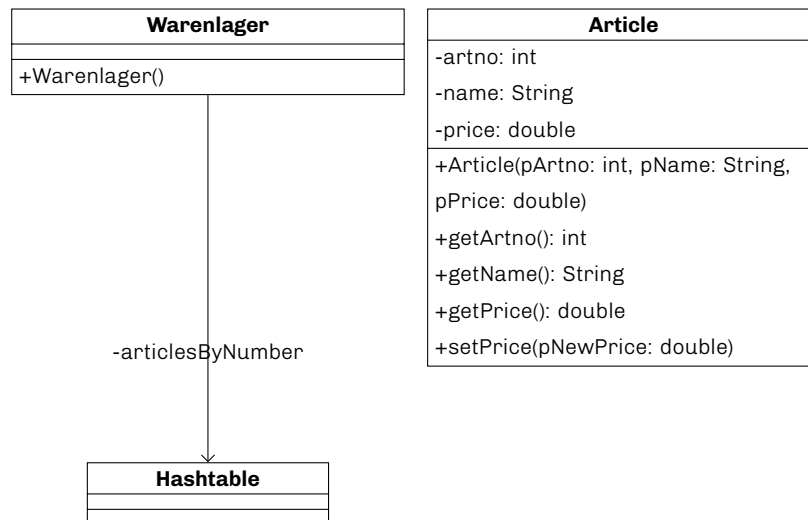 Warenlager
+Warenlager()
-articlesByNumber
Hashtable
Article
-artno: int
-name: String
-price: double
+Article(pArtno: int, pName: String,
pPrice: double)
+getArtno(): int
+getName(): String
+getPrice(): double
+setPrice(pNewPrice: double)